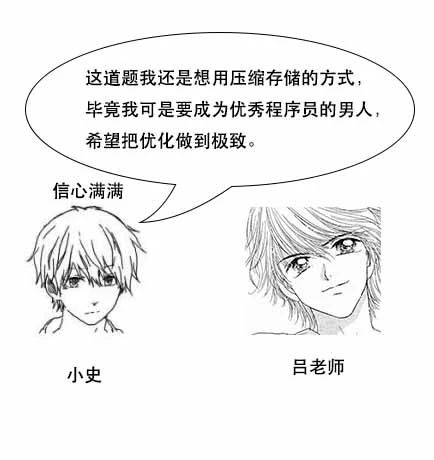 这道题我还是想用压缩存储的方式，
毕竟我可是要成为优秀程序员的男人，
希望把优化做到极致。
信心满满
小史
吕老师